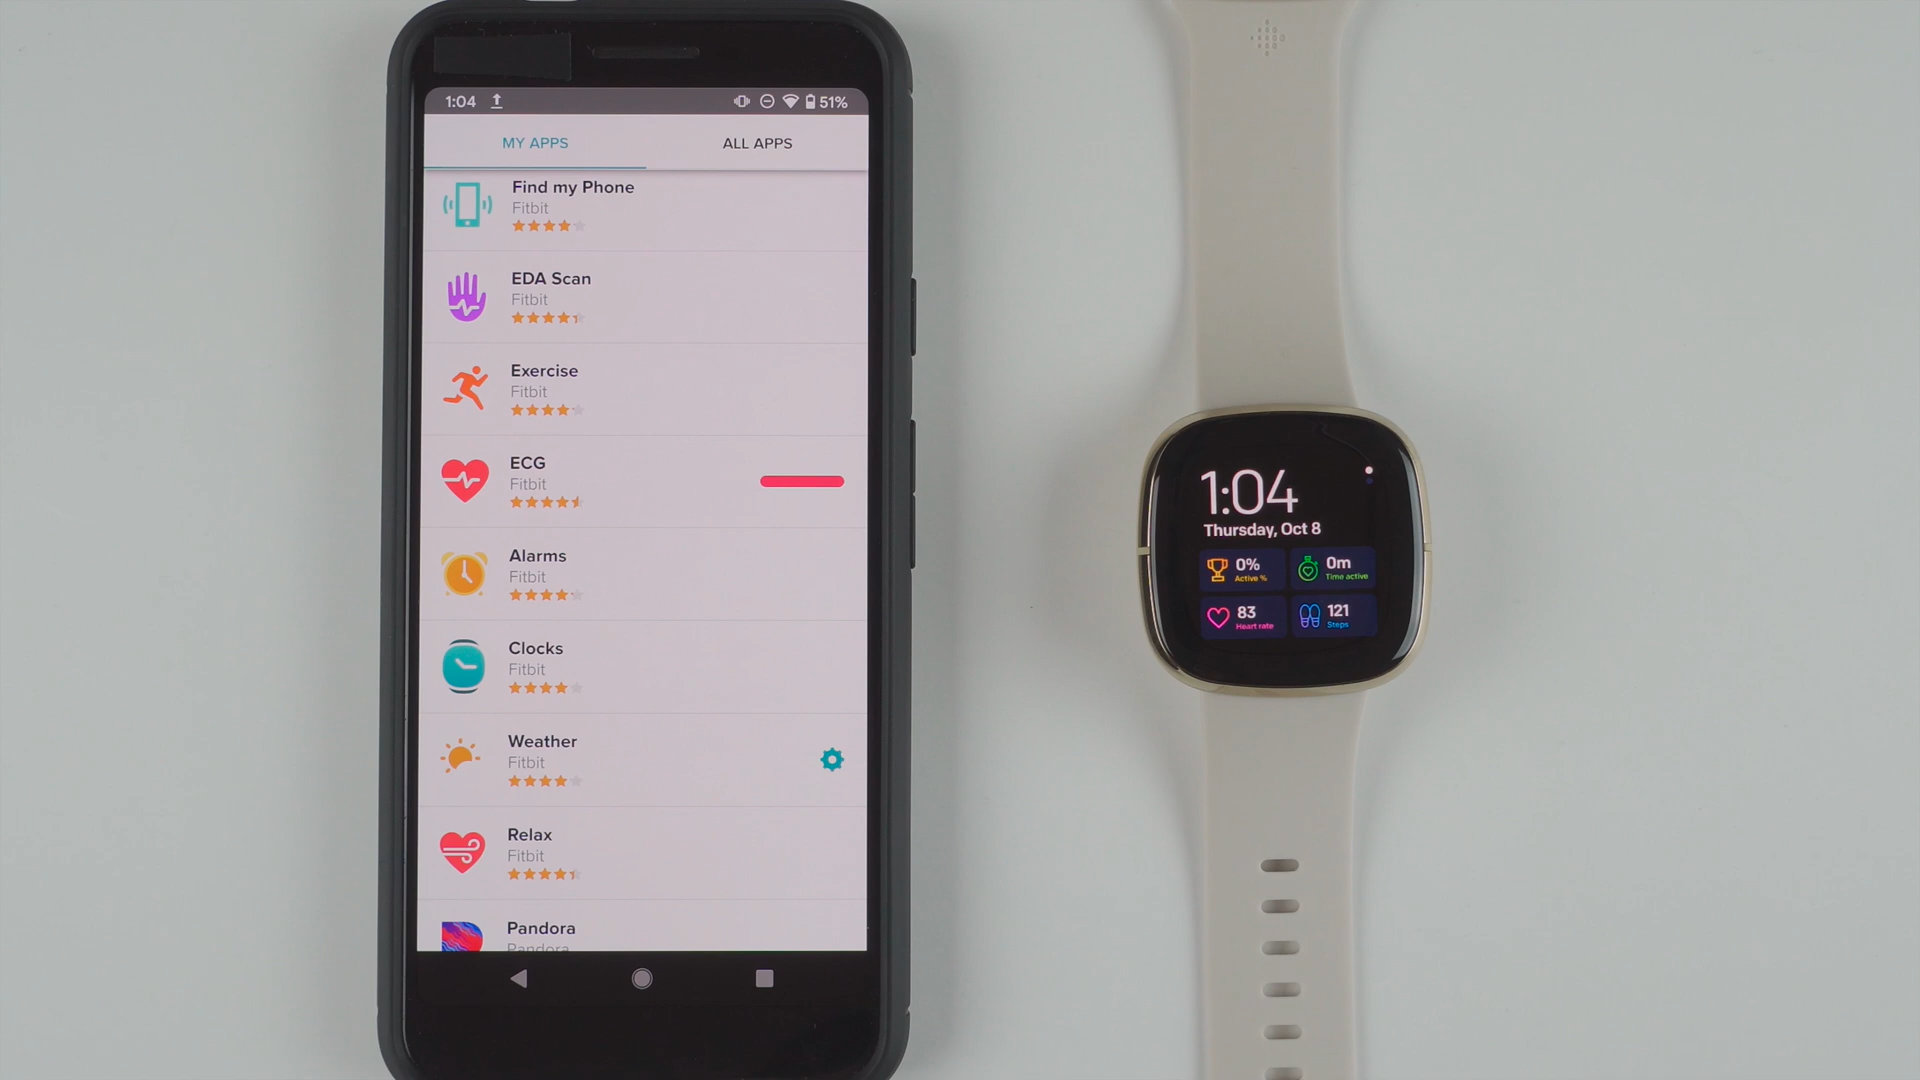 1:04
51%
MY APPS
ALL APPS
Find my Phone
Fitbit
EDA Scan
Fitbit
Exercise
Fitbit
ECG
Fitbit
Alarms
Fitbit
Clocks
Fitbit
Weather
Fitbit
Relax
Fitbit
Pandora
Pandora
1:04
Thursday, Oct 8
0%
Active %
0m
Time active
83
Heart rate
121
Steps